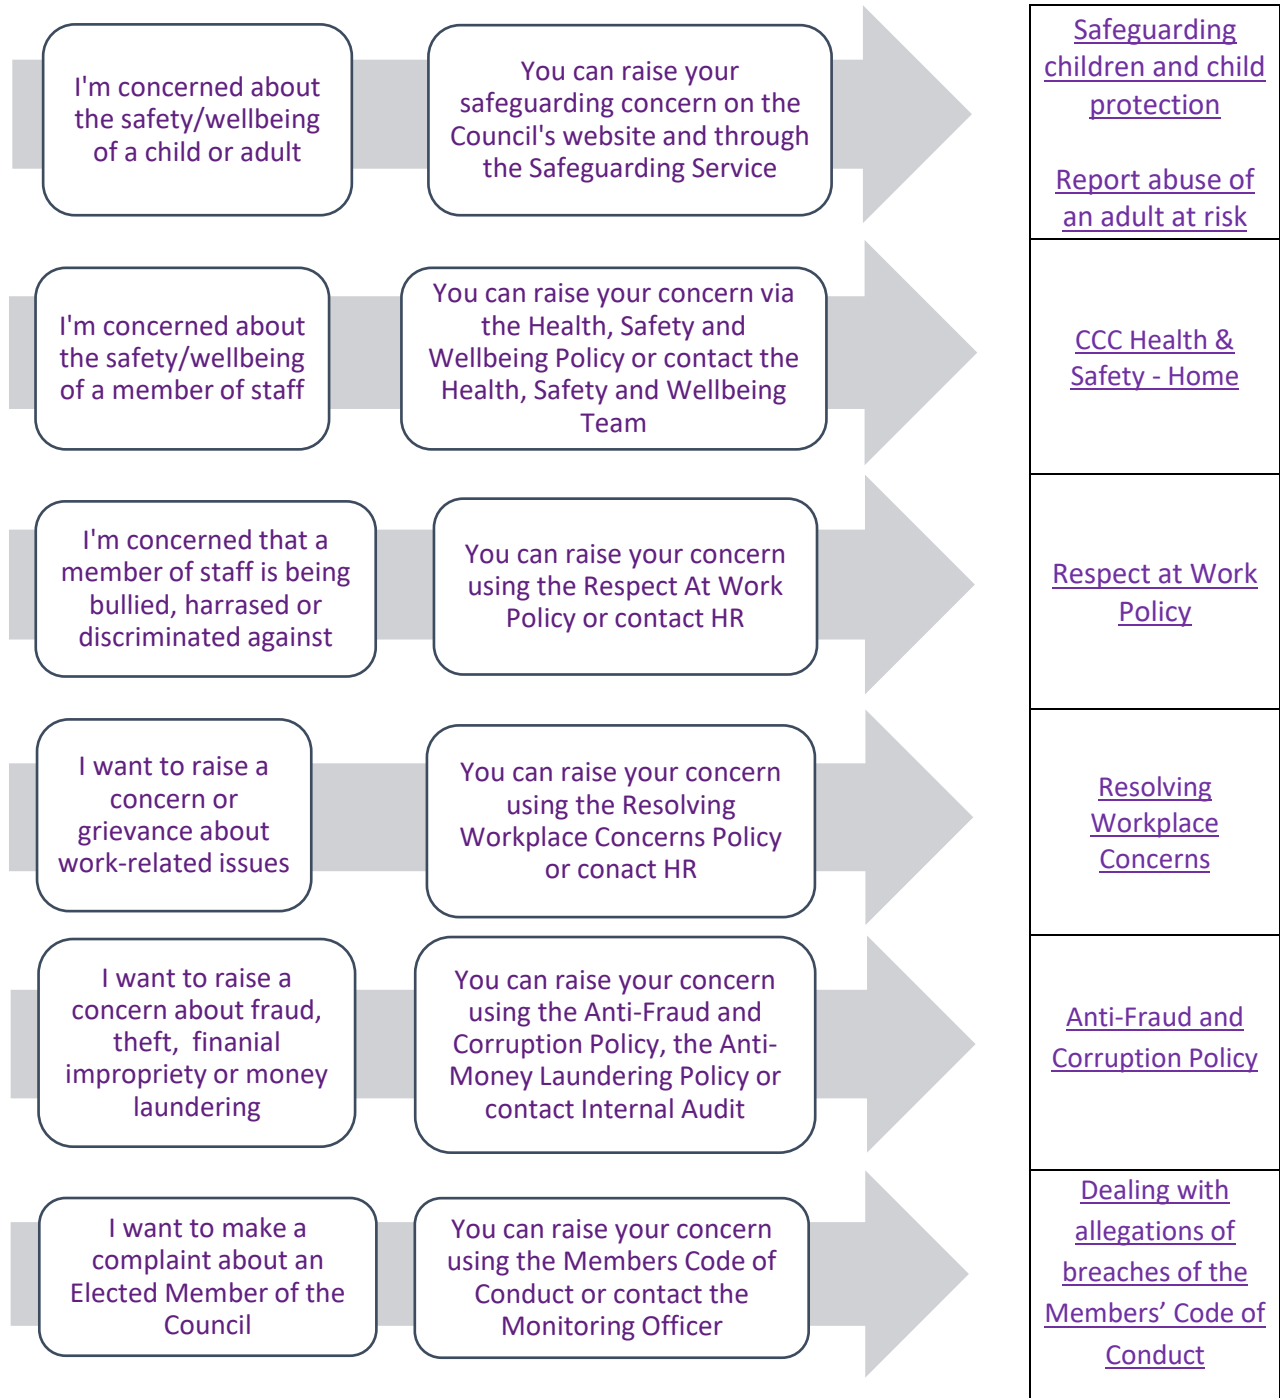 I'm concerned about
the safety/wellbeing
of a child or adult
You can raise your
safeguarding concern on the
Council's website and through
the Safeguarding Service
Safeguarding
children and child
protection
Report abuse of
an adult at risk
I'm concerned about
the safety/wellbeing
of a member of staff
You can raise your concern via
the Health, Safety and
Wellbeing Policy or contact the
Health, Safety and Wellbeing
Team
CCC Health &
Safety - Home
I'm concerned that a
member of staff is being
bullied, harrased or
discriminated against
You can raise your concern
using the Respect At Work
Policy or contact HR
Respect at Work
Policy
I want to raise a
concern or
grievance about
work-related issues
You can raise your concern
using the Resolving
Workplace Concerns Policy
or conact HR
Resolving
Workplace
Concerns
I want to raise a
concern about fraud,
theft, finanial
impropriety or money
laundering
You can raise your concern
using the Anti-Fraud and
Corruption Policy, the Anti-
Money Laundering Policy or
contact Internal Audit
Anti-Fraud and
Corruption Policy
I want to make a
complaint about an
Elected Member of the
Council
You can raise your concern
using the Members Code of
Conduct or contact the
Monitoring Officer
Dealing with
allegations of
breaches of the
Members’ Code of
Conduct